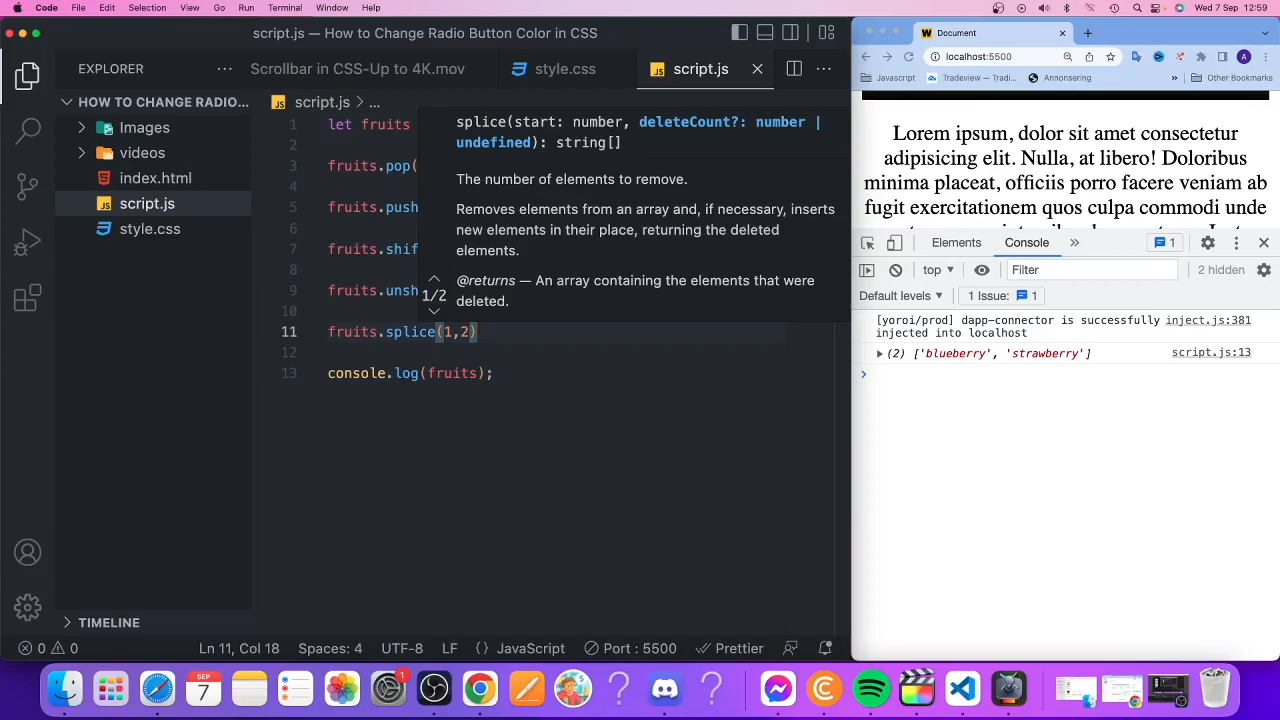 Code File Edit Selection View Go Run Terminal Window Help Wed 7 Sep 12:59
script.js — How to Change Radio Button Color in CSS
EXPLORER ···
Scrollbar in CSS-Up to 4K.mov style.css script.js
HOW TO CHANGE RADIO...
Images
videos
index.html
script.js
style.css
TIMELINE
JS script.js > ...
1 let fruits
2
3 fruits.pop(
4
5 fruits.push
6
7 fruits.shif
8
9 fruits.unsh
10
11 fruits.splice(1,2)
12
13 console.log(fruits);
splice(start: number, deleteCount?: number |
undefined): string[]
The number of elements to remove.
Removes elements from an array and, if necessary, inserts
new elements in their place, returning the deleted
elements.
1/2
@returns — An array containing the elements that were
deleted.
0 0 Ln 11, Col 18 Spaces: 4 UTF-8 LF {} JavaScript Port : 5500 Prettier
Document
localhost:5500
Javascript Tradeview — Tradi... Annonsering » Other Bookmarks
Lorem ipsum, dolor sit amet consectetur
adipisicing elit. Nulla, at libero! Doloribus
minima placeat, officiis porro facere veniam ab
fugit exercitationem quos culpa commodi unde
Elements Console » 1
top Filter 2 hidden
Default levels 1 Issue: 1
[yoroi/prod] dapp-connector is successfully inject.js:381
injected into localhost
(2) ['blueberry', 'strawberry'] script.js:13
SEP
7
1